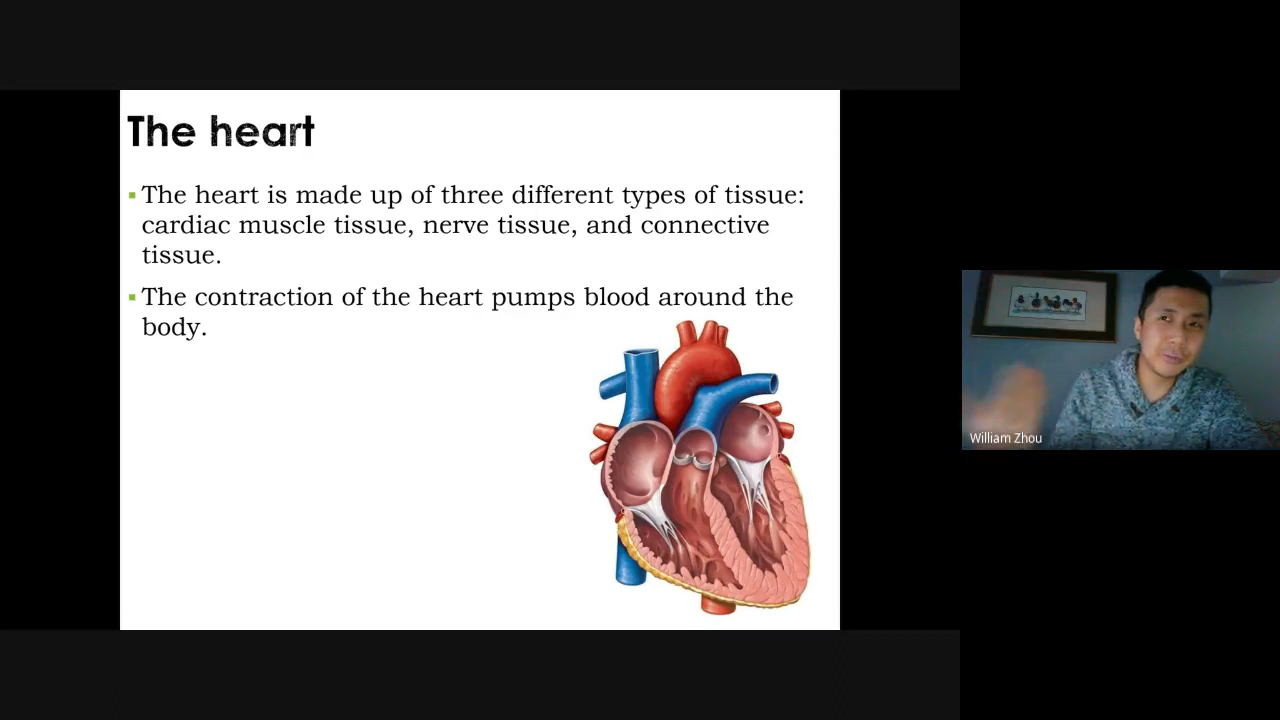 The heart
▪ The heart is made up of three different types of tissue:
cardiac muscle tissue, nerve tissue, and connective
tissue.
▪ The contraction of the heart pumps blood around the
body.
William Zhou